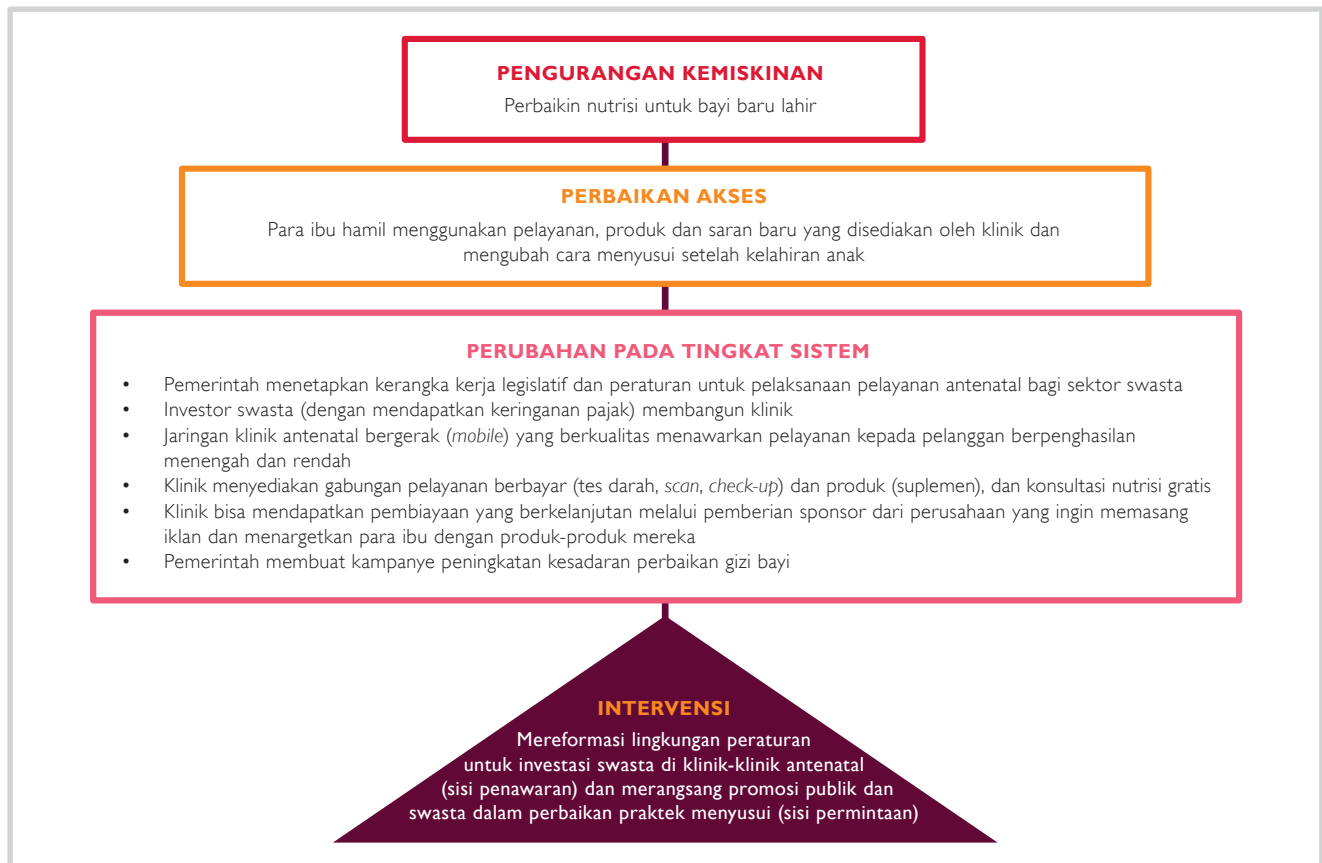 PENGURANGAN KEMISKINAN
Perbaikin nutrisi untuk bayi baru lahir
PERBAIKAN AKSES
Para ibu hamil menggunakan pelayanan, produk dan saran baru yang disediakan oleh klinik dan
mengubah cara menyusui setelah kelahiran anak
PERUBAHAN PADA TINGKAT SISTEM
• Pemerintah menetapkan kerangka kerja legislatif dan peraturan untuk pelaksanaan pelayanan antenatal bagi sektor swasta
• Investor swasta (dengan mendapatkan keringanan pajak) membangun klinik
• Jaringan klinik antenatal bergerak (mobile) yang berkualitas menawarkan pelayanan kepada pelanggan berpenghasilan
menengah dan rendah
• Klinik menyediakan gabungan pelayanan berbayar (tes darah, scan, check-up) dan produk (suplemen), dan konsultasi nutrisi gratis
• Klinik bisa mendapatkan pembiayaan yang berkelanjutan melalui pemberian sponsor dari perusahaan yang ingin memasang
iklan dan menargetkan para ibu dengan produk-produk mereka
• Pemerintah membuat kampanye peningkatan kesadaran perbaikan gizi bayi
INTERVENSI
Mereformasi lingkungan peraturan
untuk investasi swasta di klinik-klinik antenatal
(sisi penawaran) dan merangsang promosi publik dan
swasta dalam perbaikan praktek menyusui (sisi permintaan)